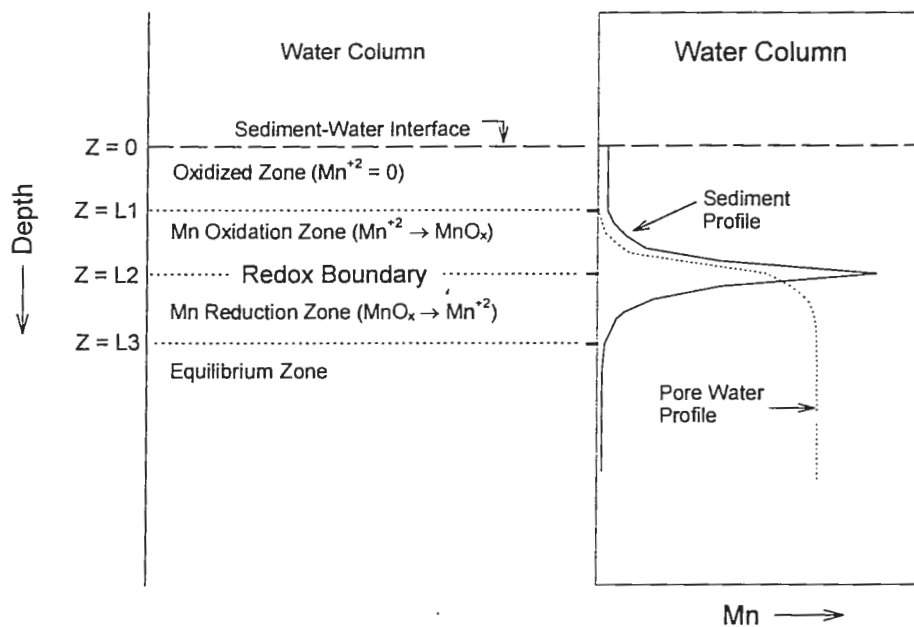 Water Column
Water Column
Sediment-Water Interface
Z = 0
Oxidized Zone (Mn+2 = 0)
Sediment
Profile
Z = L1
Mn Oxidation Zone (Mn+2 → MnOx)
Depth
Z = L2
Redox Boundary
Mn Reduction Zone (MnOx → Mn+2)
Z = L3
Equilibrium Zone
Pore Water
Profile
Mn